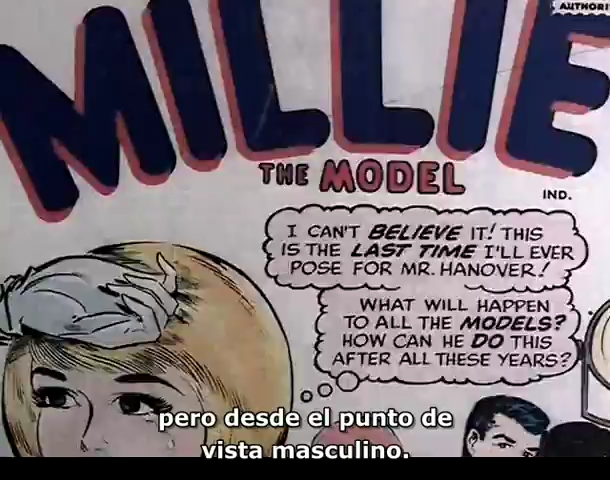 AUTHORI
MILLIE
THE MODEL
IND.
I CAN'T BELIEVE IT! THIS
IS THE LAST TIME I'LL EVER
POSE FOR MR. HANOVER!
WHAT WILL HAPPEN
TO ALL THE MODELS?
HOW CAN HE DO THIS
AFTER ALL THESE YEARS?
pero desde el punto de
vista masculino.